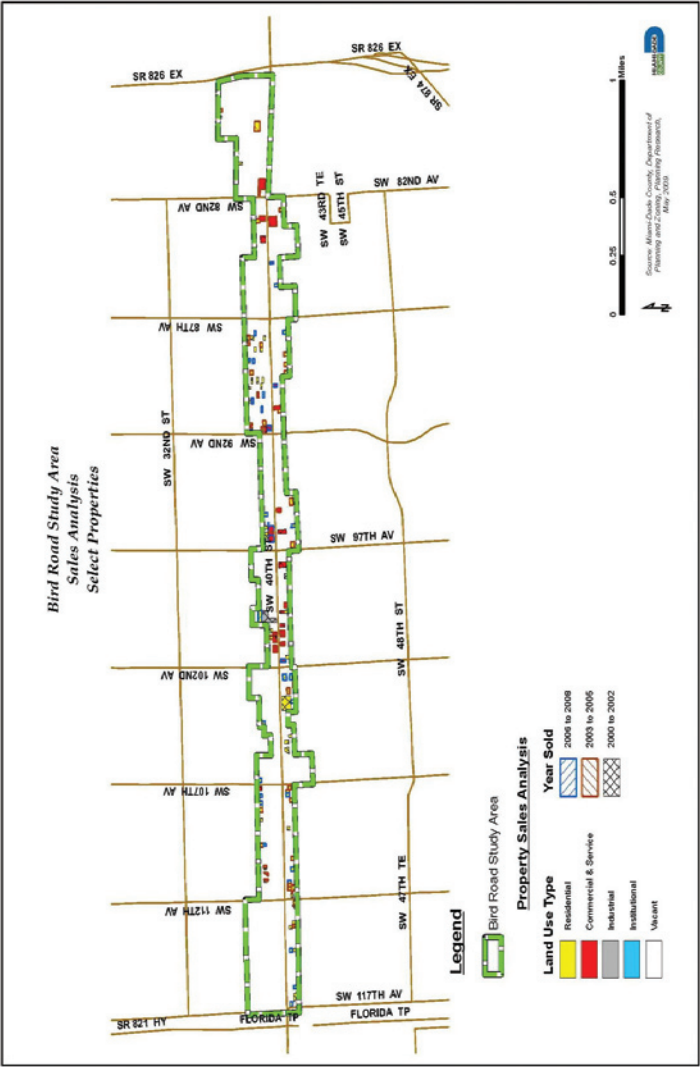 Bird Road Study Area
Sales Analysis
Select Properties
SR 826 EX
SR 826 EX
SR 874 EX
SW 82ND AV
SW 82ND AV
SW 43RD TE
SW 45TH ST
SW 87TH AV
SW 32ND ST
SW 92ND AV
SW 97TH AV
SW 40TH ST
SW 102ND AV
SW 48TH ST
SW 107TH AV
SW 112TH AV
SW 47TH TE
SW 117TH AV
SR 821 HY
FLORIDA TP
FLORIDA TP
Legend
Bird Road Study Area
Property Sales Analysis
Land Use Type
Residential
Commercial & Service
Industrial
Institutional
Vacant
Year Sold
2006 to 2008
2003 to 2005
2000 to 2002
0 0.25 0.5 1
Miles
N
Source: Miami-Dade County, Department of
Planning and Zoning, Planning Research,
May 2009
MIAMI-DADE
COUNTY